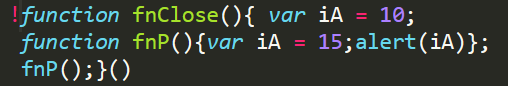 !function fnClose(){ var iA = 10;
function fnP(){var iA = 15;alert(iA)};
fnP();}()